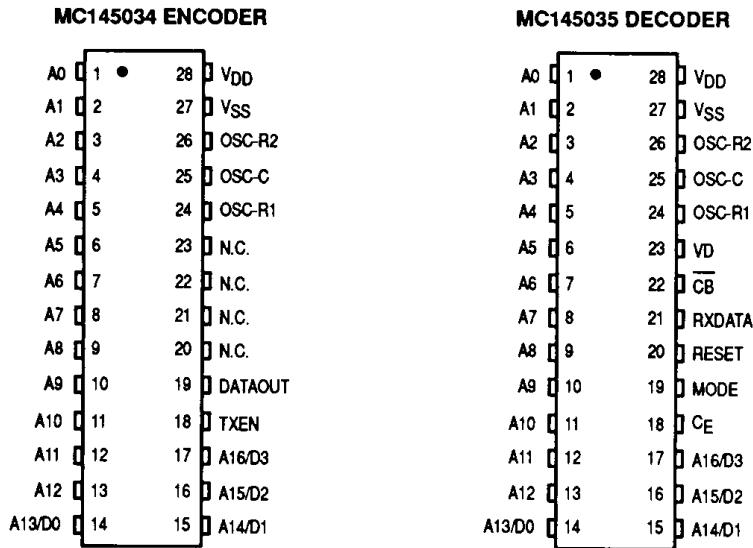 MC145034 ENCODER
A0 1 28 VDD
A1 2 27 VSS
A2 3 26 OSC-R2
A3 4 25 OSC-C
A4 5 24 OSC-R1
A5 6 23 N.C.
A6 7 22 N.C.
A7 8 21 N.C.
A8 9 20 N.C.
A9 10 19 DATAOUT
A10 11 18 TXEN
A11 12 17 A16/D3
A12 13 16 A15/D2
A13/D0 14 15 A14/D1
MC145035 DECODER
A0 1 28 VDD
A1 2 27 VSS
A2 3 26 OSC-R2
A3 4 25 OSC-C
A4 5 24 OSC-R1
A5 6 23 VD
A6 7 22 CB
A7 8 21 RXDATA
A8 9 20 RESET
A9 10 19 MODE
A10 11 18 CE
A11 12 17 A16/D3
A12 13 16 A15/D2
A13/D0 14 15 A14/D1